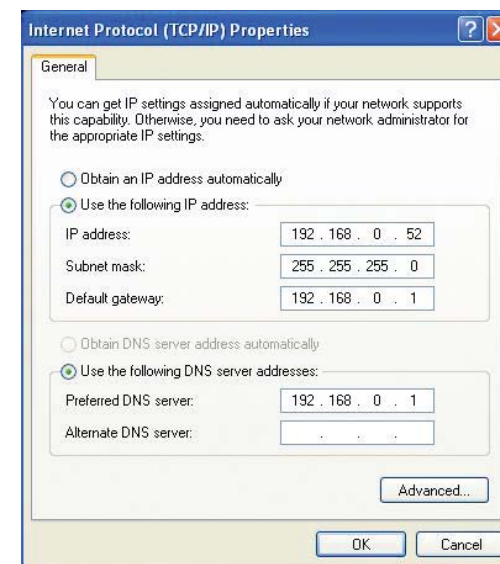 Internet Protocol (TCP/IP) Properties
General
You can get IP settings assigned automatically if your network supports
this capability. Otherwise, you need to ask your network administrator for
the appropriate IP settings.
Obtain an IP address automatically
Use the following IP address:
IP address: 192 . 168 . 0 . 52
Subnet mask: 255 . 255 . 255 . 0
Default gateway: 192 . 168 . 0 . 1
Obtain DNS server address automatically
Use the following DNS server addresses:
Preferred DNS server: 192 . 168 . 0 . 1
Alternate DNS server: . . .
Advanced...
OK Cancel